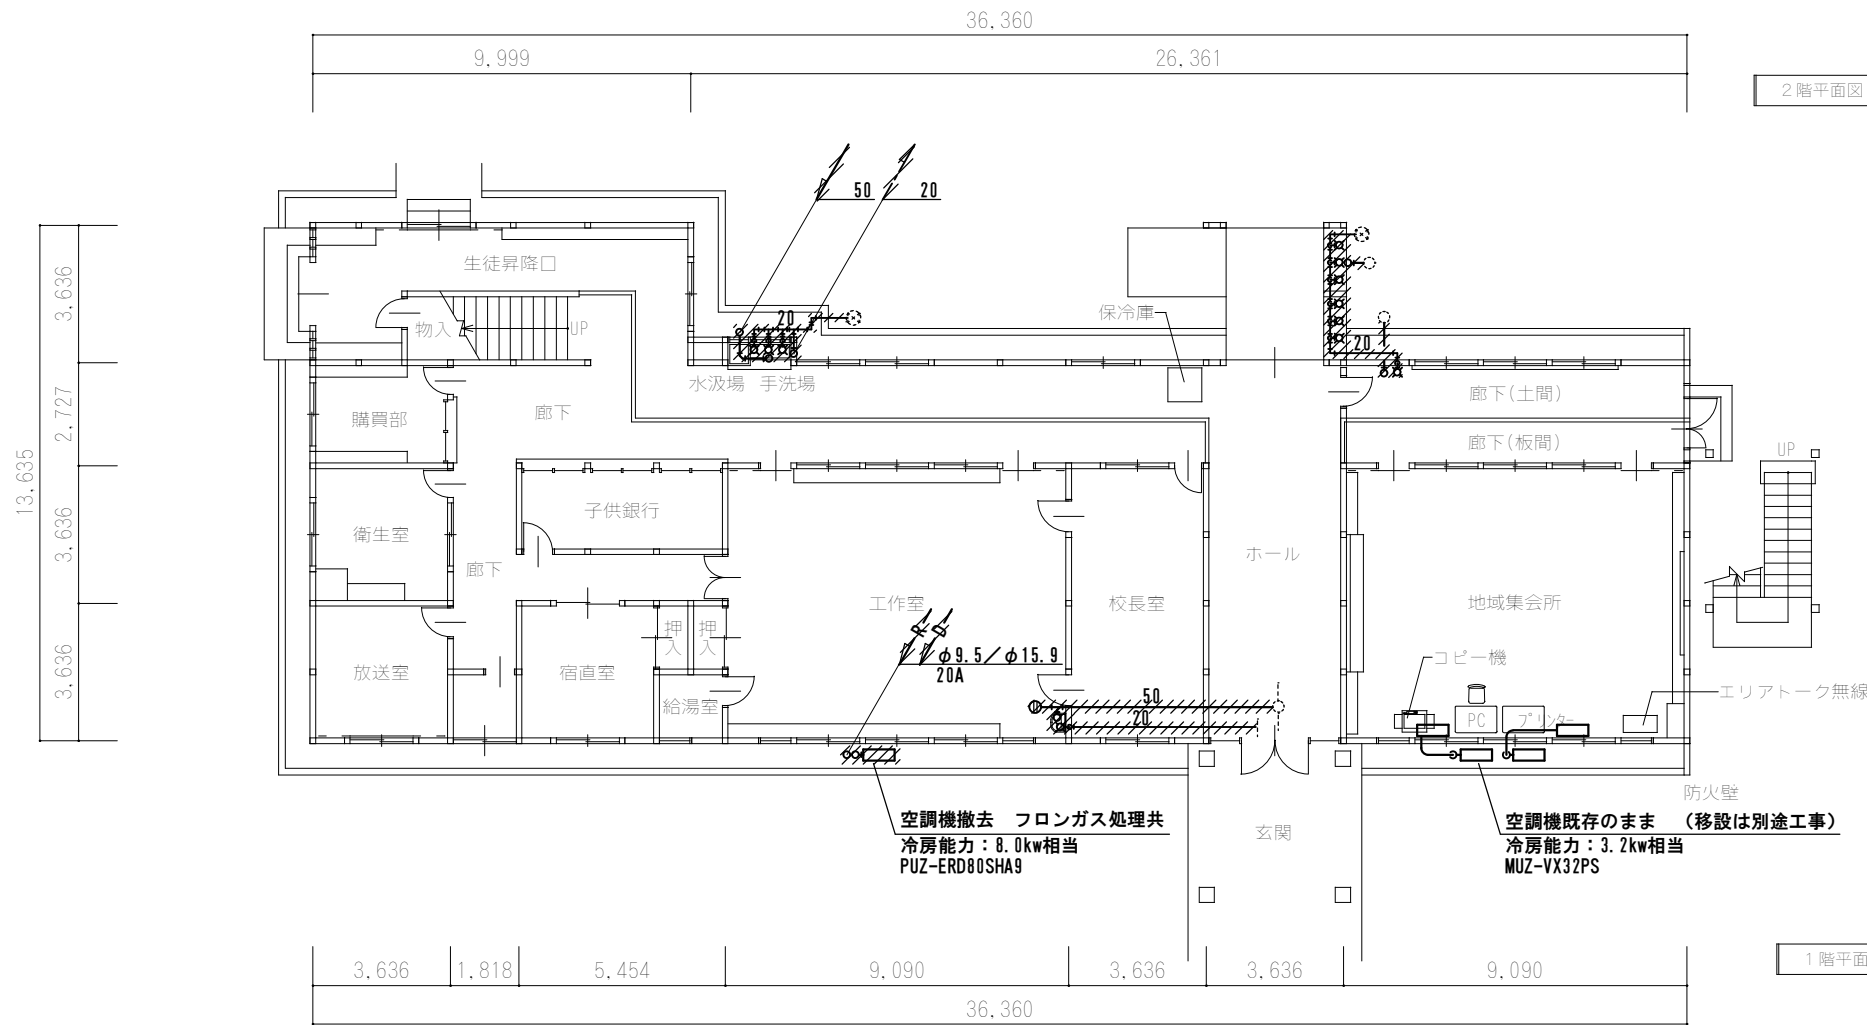 36,360
9,999
26,361
2階平面図
50
20
3,636
2,727
3,636
3,636
13,635
生徒昇降口
物入
UP
20
保冷庫
20
水汲場
手洗場
廊下(土間)
廊下(板間)
購買部
廊下
UP
衛生室
子供銀行
廊下
ホール
工作室
校長室
地域集会所
押入
押入
R
D
φ9.5/φ15.9
20A
放送室
宿直室
給湯室
コピー機
エリアトーク無線
PC
プリンター
50
20
防火壁
空調機撤去 フロンガス処理共
冷房能力:8.0kw相当
PUZ-ERD80SHA9
玄関
空調機既存のまま (移設は別途工事)
冷房能力:3.2kw相当
MUZ-VX32PS
1階平面
3,636
1,818
5,454
9,090
3,636
3,636
9,090
36,360